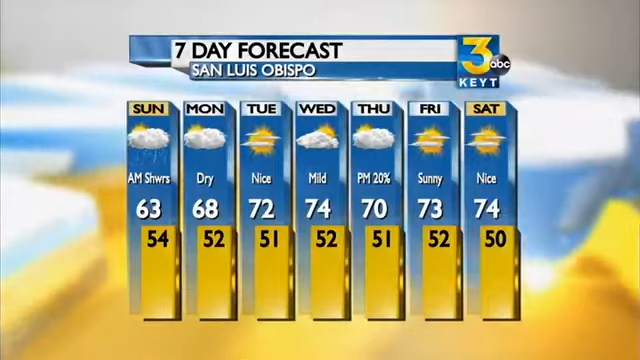 7 DAY FORECAST
SAN LUIS OBISPO
3 abc
KEYT
SUN MON TUE WED THU FRI SAT
AM Shwrs Dry Nice Mild PM 20% Sunny Nice
63 68 72 74 70 73 74
54 52 51 52 51 52 50